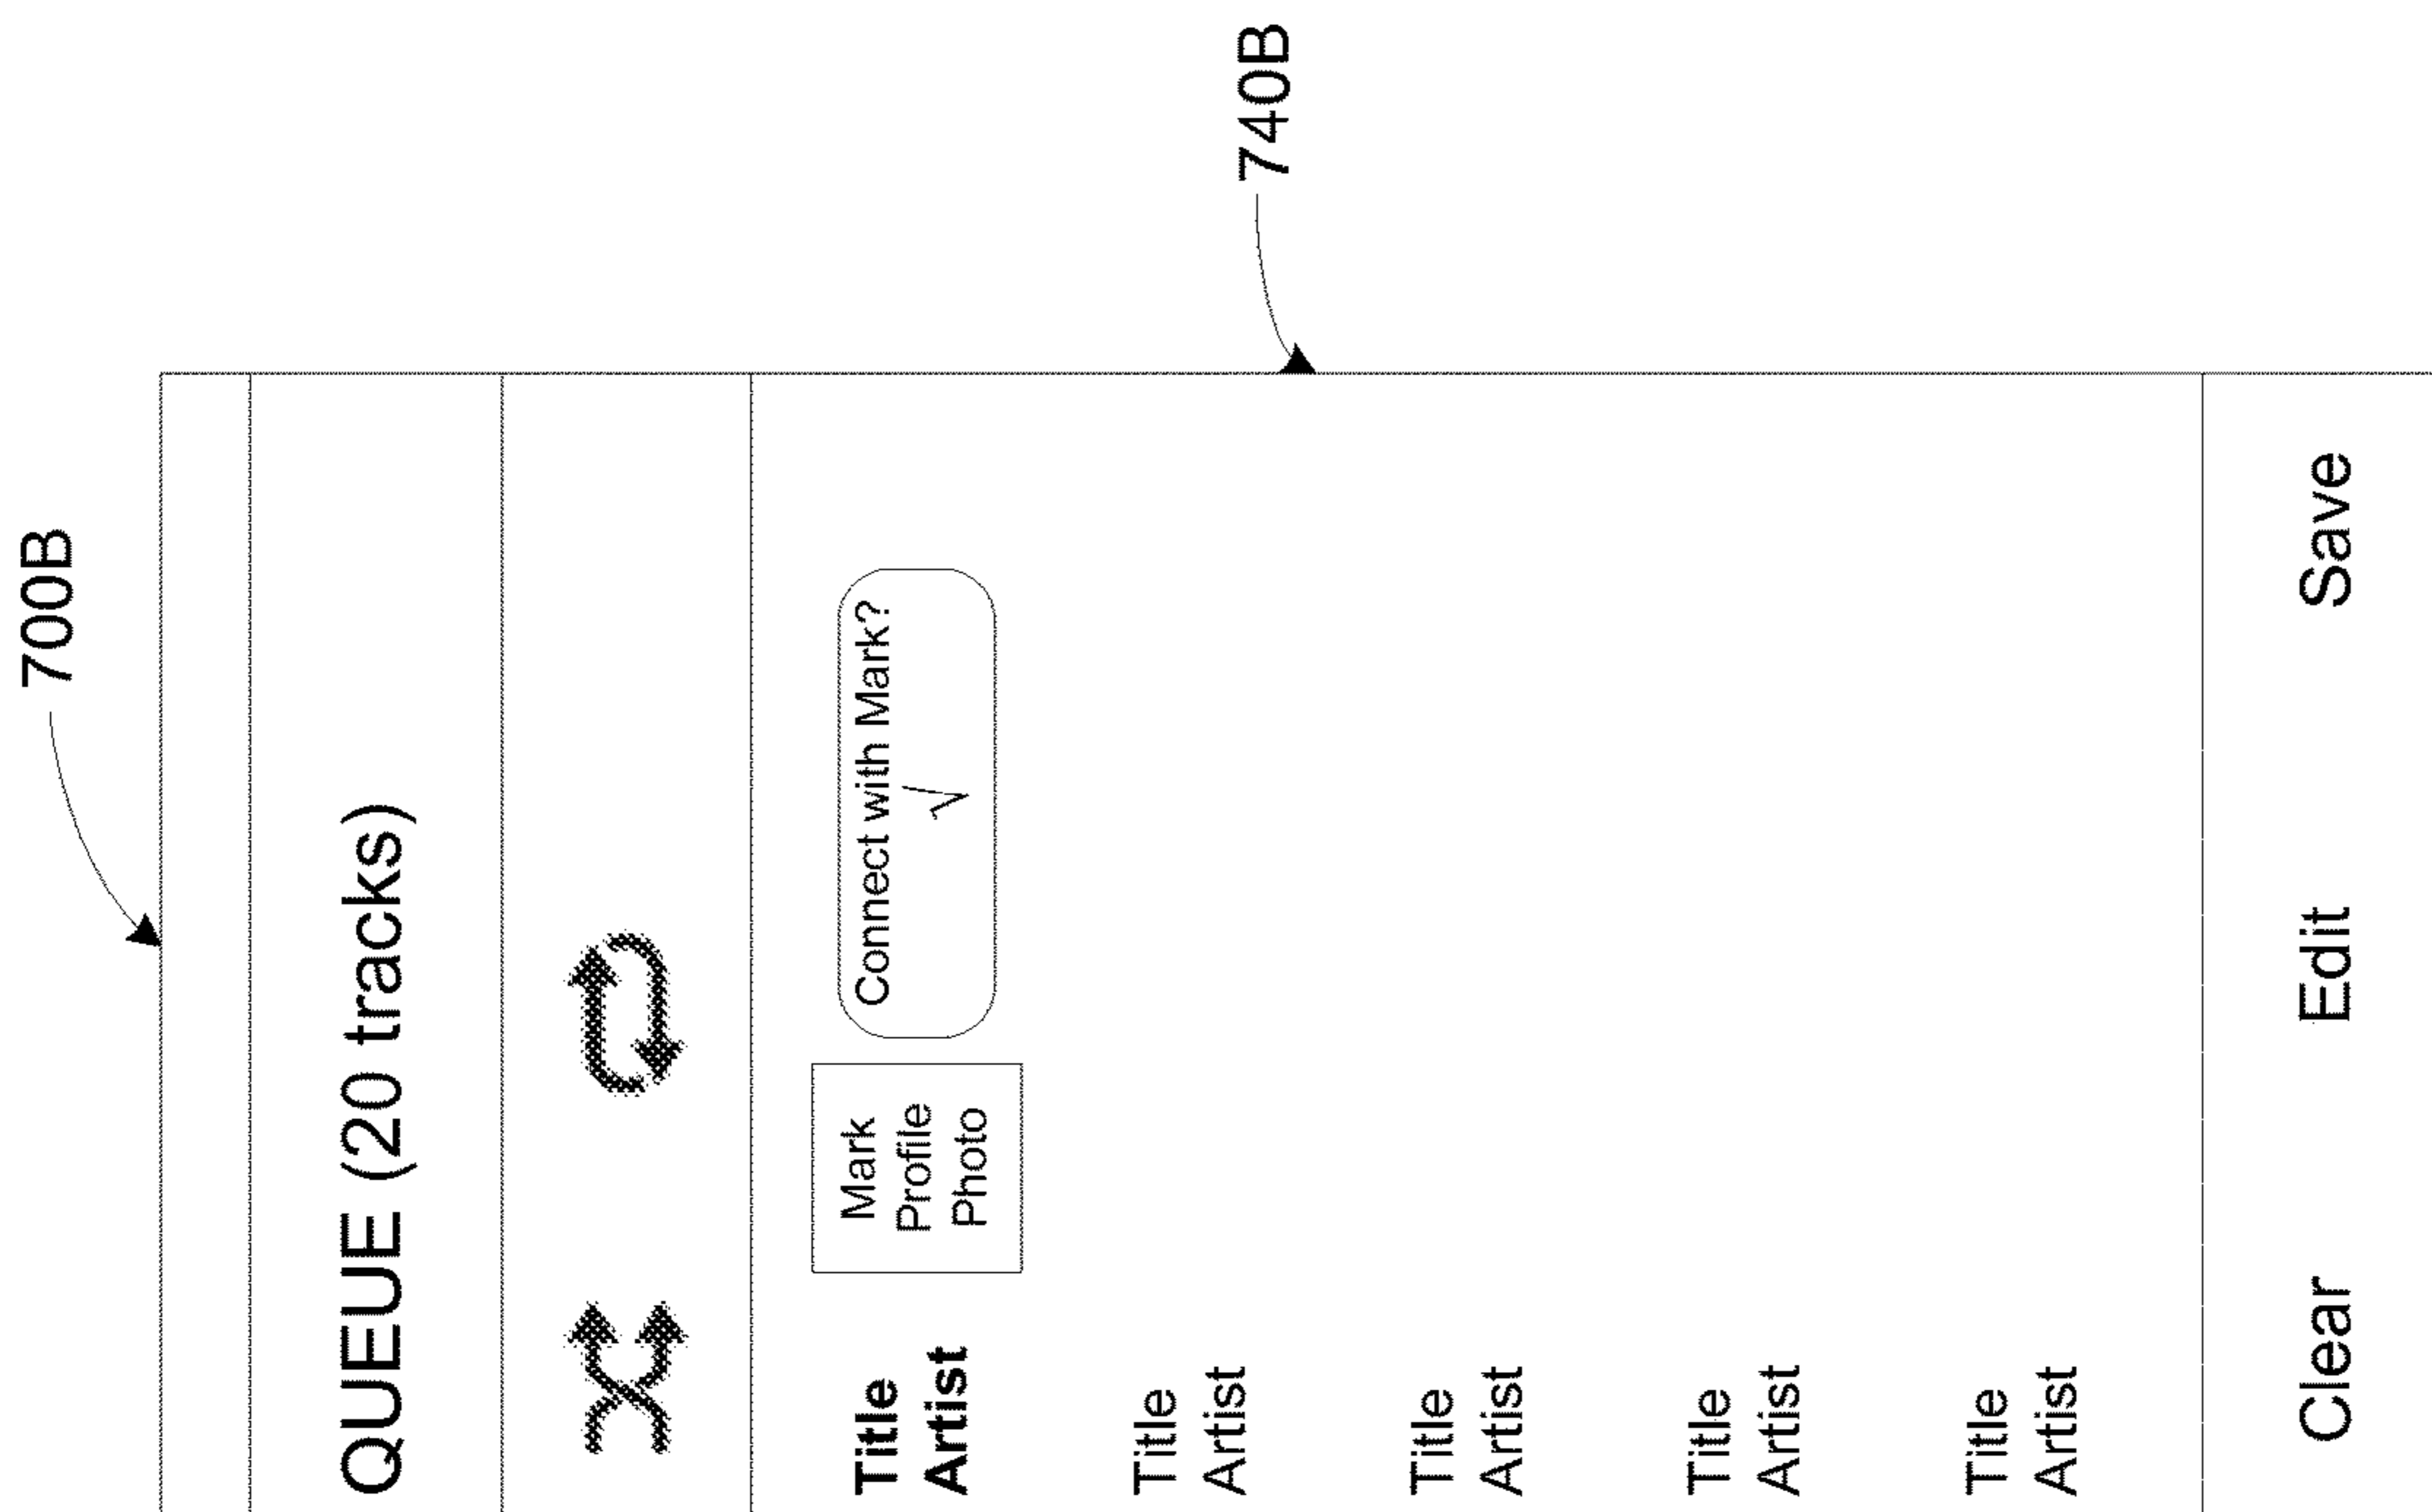 700B
QUEUE (20 tracks)
Title
Artist
Mark
Profile
Photo
Connect with Mark?
√
740B
Title
Artist
Title
Artist
Title
Artist
Title
Artist
Clear Edit Save